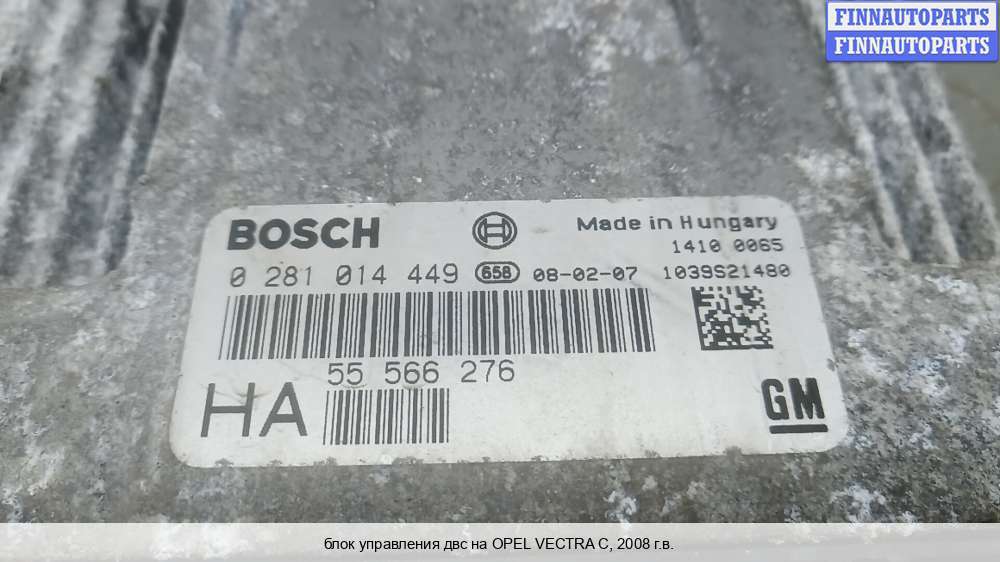 FINNAUTOPARTS
FINNAUTOPARTS
BOSCH Made in Hungary
1410 0065
0 281 014 449 658 08-02-07 1039S21480
55 566 276
HA
GM
блок управления двс на OPEL VECTRA C, 2008 г.в.